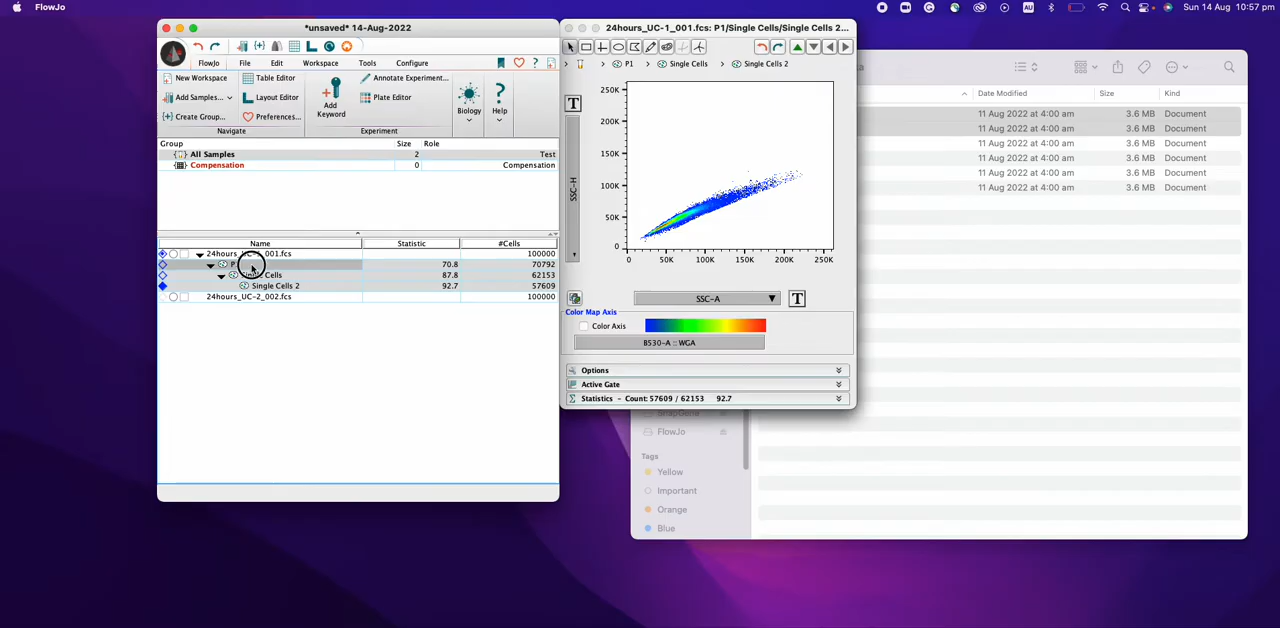 FlowJo
AU
Sun 14 Aug 10:57 pm
*unsaved* 14-Aug-2022
FlowJo File Edit Workspace Tools Configure
New Workspace
Add Samples...
Create Group...
Navigate
Table Editor
Layout Editor
Preferences...
Add Keyword
Annotate Experiment...
Plate Editor
Experiment
Biology
Help
Group Size Role
All Samples 2 Test
Compensation 0 Compensation
Name Statistic #Cells
24hours_UC-1_001.fcs 100000
P 70.8 70792
Single Cells 87.8 62153
Single Cells 2 92.7 57609
24hours_UC-2_002.fcs 100000
24hours_UC-1_001.fcs: P1/Single Cells/Single Cells 2...
P1 Single Cells Single Cells 2
T
SSC-H
250K
200K
150K
100K
50K
0
0 50K 100K 150K 200K 250K
SSC-A T
Color Map Axis
Color Axis
B530-A :: WGA
Options
Active Gate
Statistics - Count: 57609 / 62153 92.7
Date Modified Size Kind
11 Aug 2022 at 4:00 am 3.6 MB Document
11 Aug 2022 at 4:00 am 3.6 MB Document
11 Aug 2022 at 4:00 am 3.6 MB Document
11 Aug 2022 at 4:00 am 3.6 MB Document
11 Aug 2022 at 4:00 am 3.6 MB Document
11 Aug 2022 at 4:00 am 3.6 MB Document
SnapGene
FlowJo
Tags
Yellow
Important
Orange
Blue